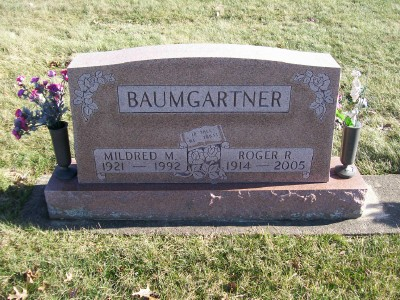 BAUMGARTNER
MILDRED M.
1921 — 1992
ROGER R.
1914 — 2005